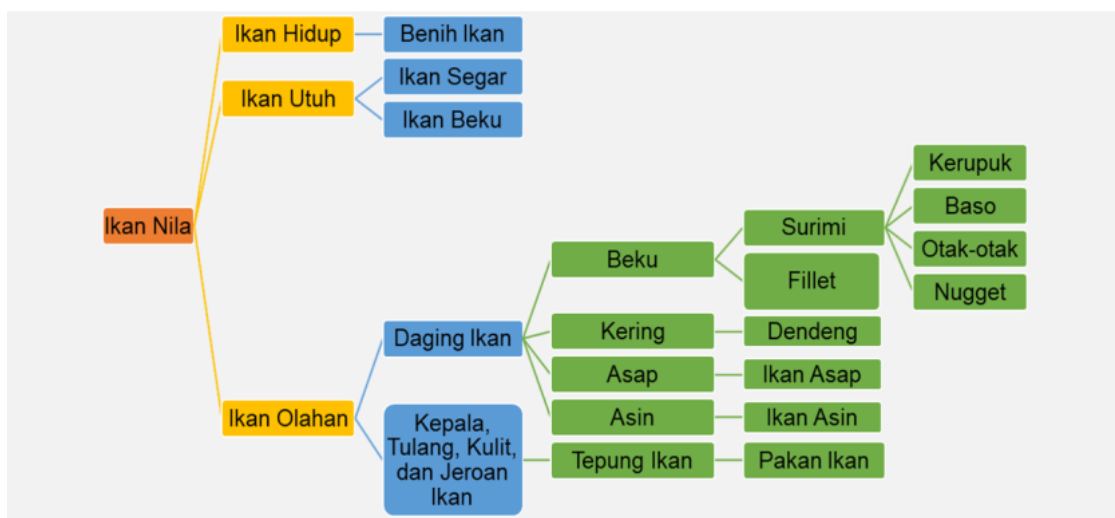 Ikan Nila
Ikan Hidup
Benih Ikan
Ikan Utuh
Ikan Segar
Ikan Beku
Ikan Olahan
Daging Ikan
Beku
Surimi
Kerupuk
Baso
Otak-otak
Nugget
Fillet
Kering
Dendeng
Asap
Ikan Asap
Asin
Ikan Asin
Kepala,
Tulang, Kulit,
dan Jeroan
Ikan
Tepung Ikan
Pakan Ikan